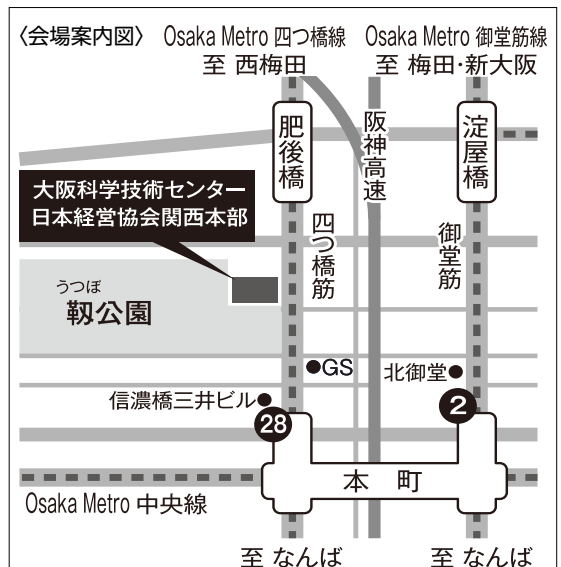 〈会場案内図〉
Osaka Metro 四つ橋線
至 西梅田
Osaka Metro 御堂筋線
至 梅田・新大阪
肥後橋
阪神高速
淀屋橋
大阪科学技術センター
日本経営協会関西本部
四つ橋筋
御堂筋
うつぼ
靱公園
GS
北御堂
信濃橋三井ビル
28
2
本町
Osaka Metro 中央線
至 なんば
至 なんば